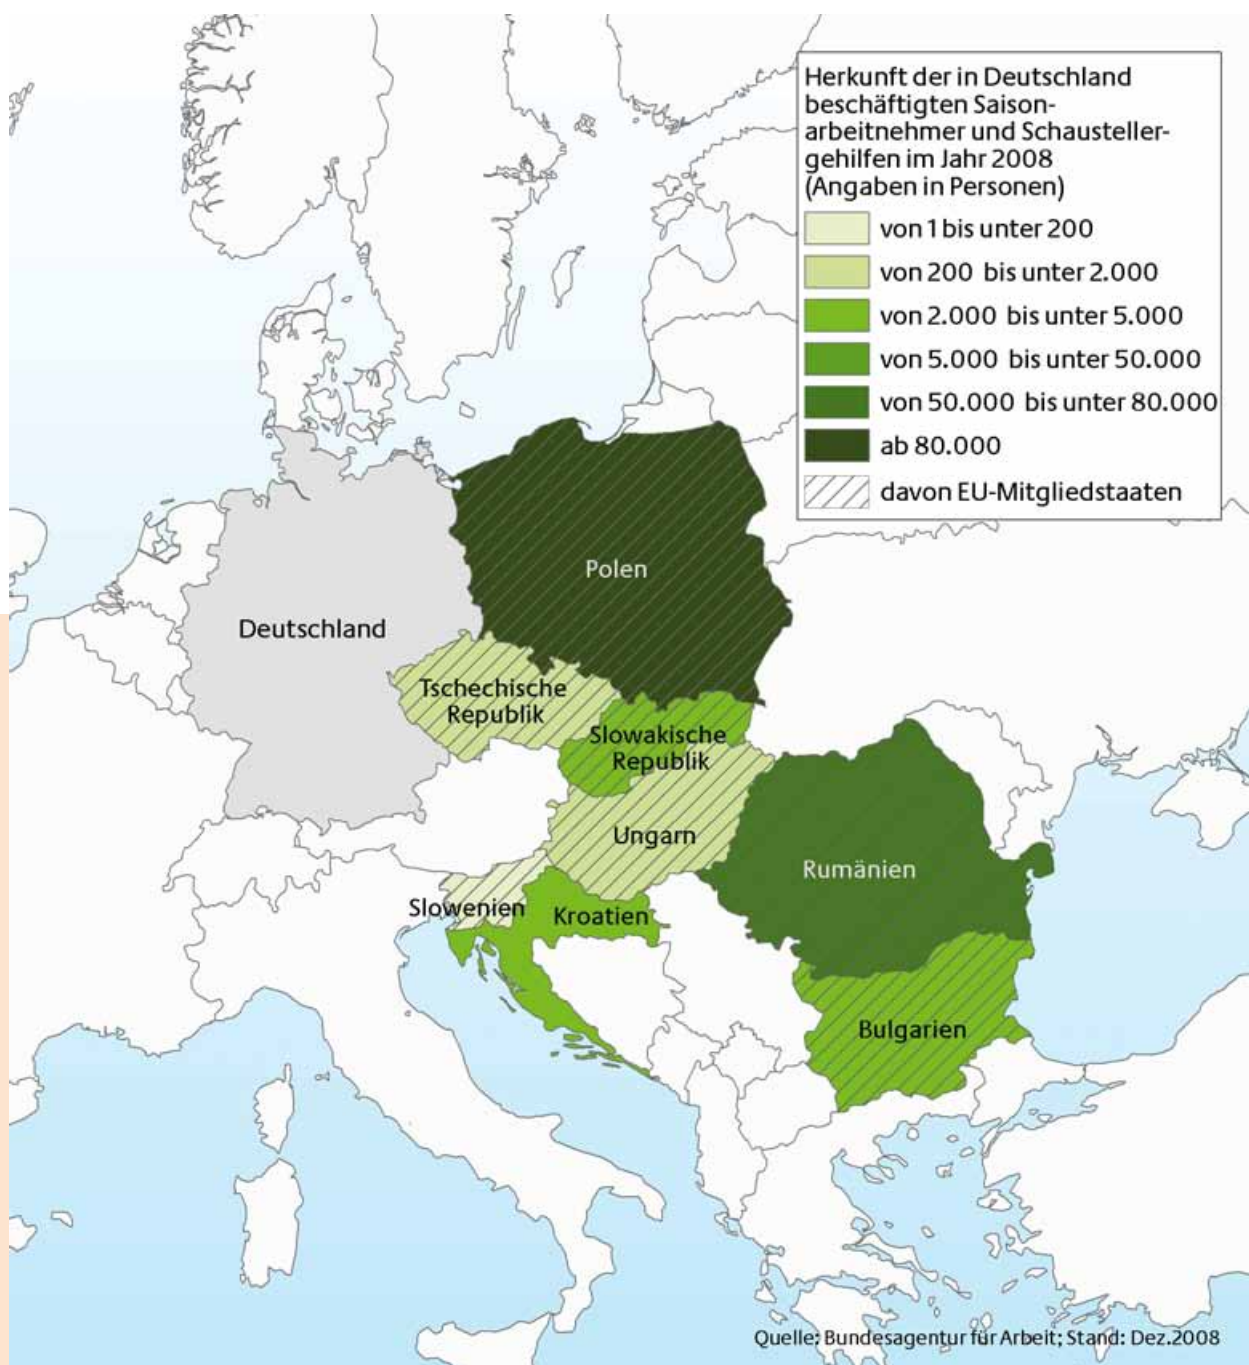 Herkunft der in Deutschland
beschäftigten Saison-
arbeitnehmer und Schausteller-
gehilfen im Jahr 2008
(Angaben in Personen)
von 1 bis unter 200
von 200 bis unter 2.000
von 2.000 bis unter 5.000
von 5.000 bis unter 50.000
von 50.000 bis unter 80.000
ab 80.000
davon EU-Mitgliedstaaten
Polen
Deutschland
Tschechische
Republik
Slowakische
Republik
Ungarn
Rumänien
Slowenien
Kroatien
Bulgarien
Quelle: Bundesagentur für Arbeit; Stand: Dez.2008